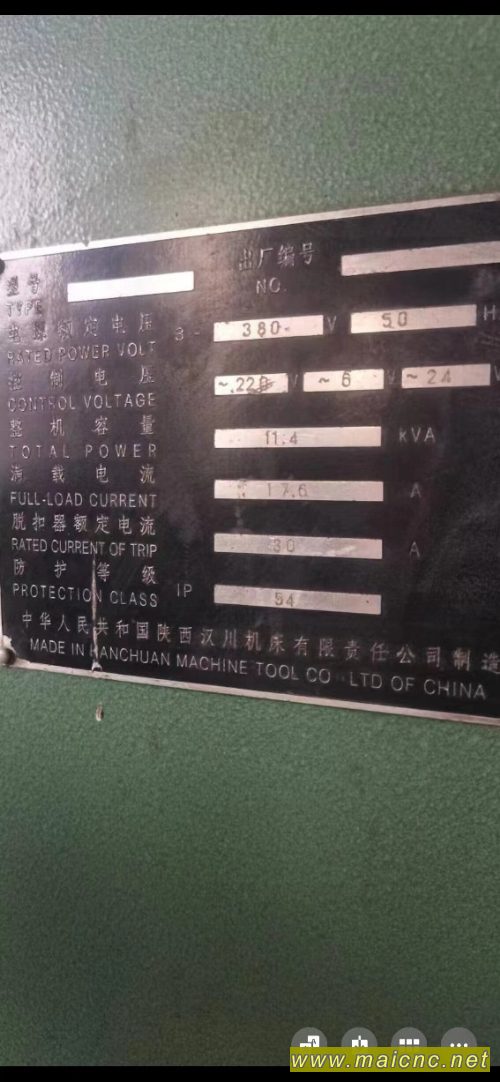 型号 出厂编号
TYPE NO.
电源额定电压 3~ 380 V 50 H
RATED POWER VOLT
控制电压 ~220 V ~6 V ~24 V
CONTROL VOLTAGE
整机容量 11.4 kVA
TOTAL POWER
满载电流 17.6 A
FULL-LOAD CURRENT
脱扣器额定电流 30 A
RATED CURRENT OF TRIP
防护等级 IP 54
PROTECTION CLASS
中华人民共和国陕西汉川机床有限责任公司制造
MADE IN HANCHUAN MACHINE TOOL CO LTD OF CHINA
www.maicnc.net